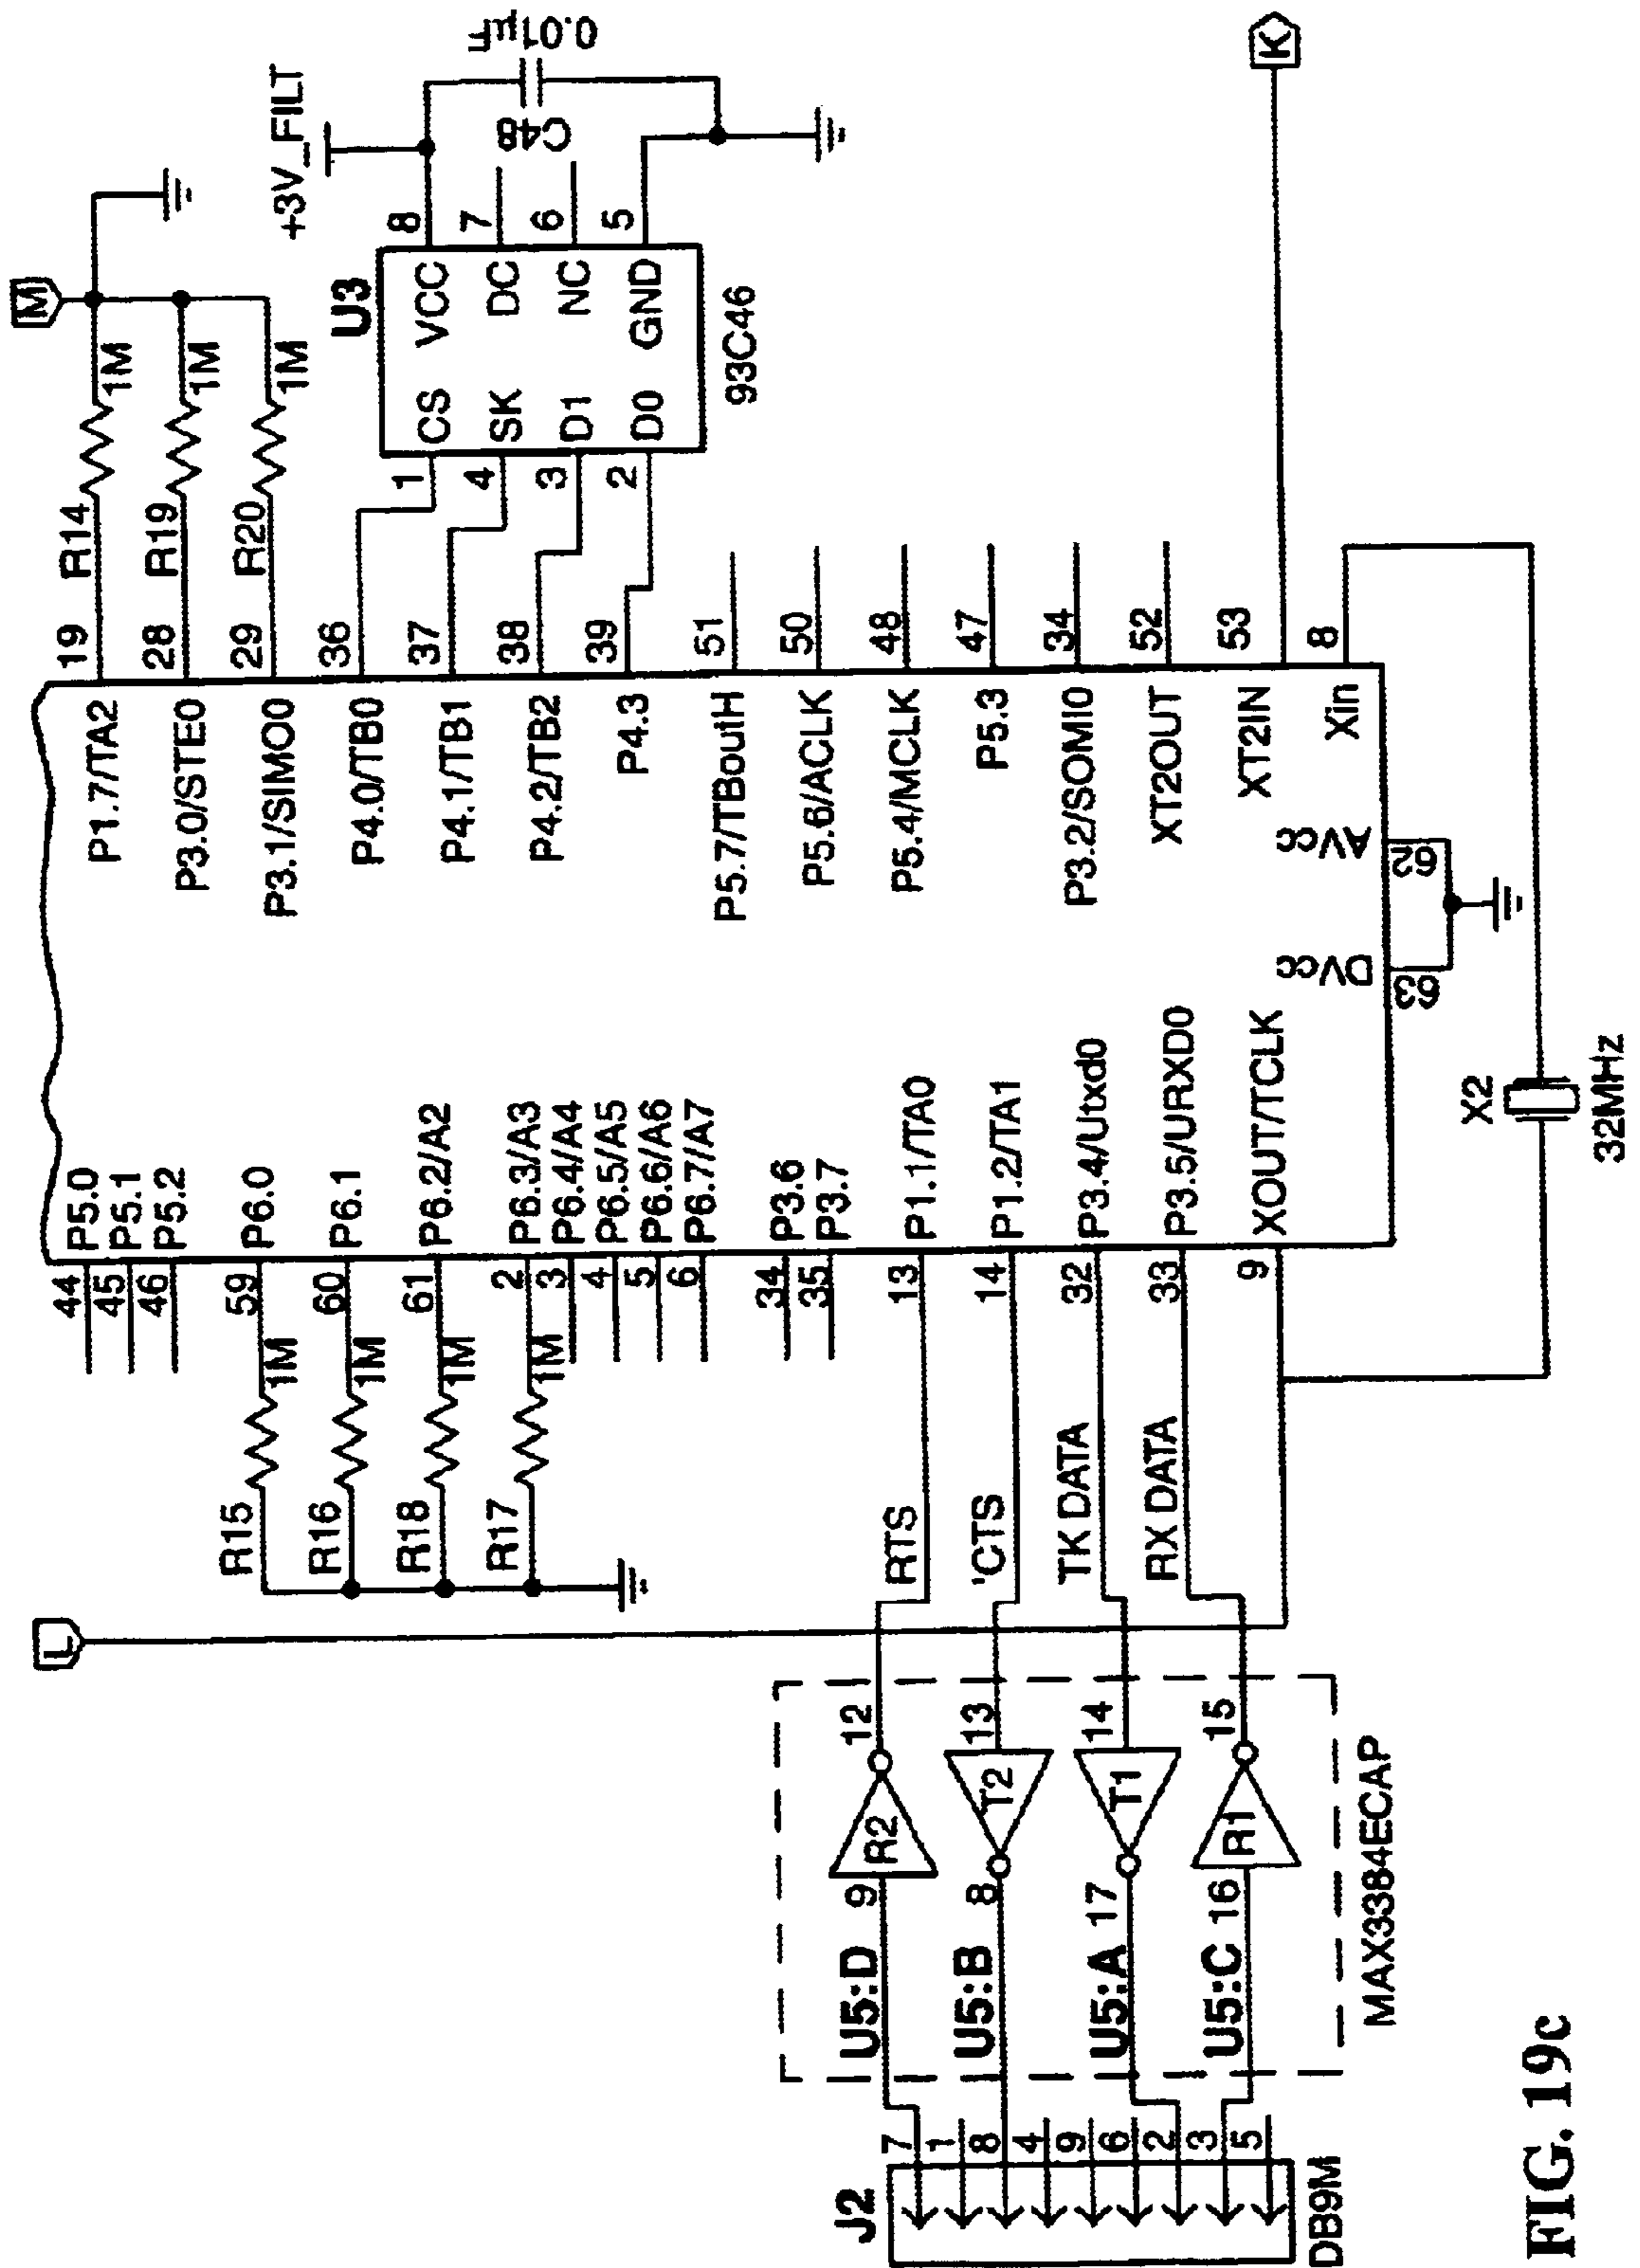 M
19 R14 1M
P1.7/TA2
28 R19 1M
P3.0/STE0
29 R20 1M
P3.1/SIMO0
36
P4.0/TB0
37
P4.1/TB1
38
P4.2/TB2
39
P4.3
51
P5.7/TBoutH
50
P5.6/ACLK
48
P5.4/MCLK
47
P5.3
34
P3.2/SOMI0
52
XT2OUT
53
XT2IN
8
Xin
K
U3
1 CS VCC 8
4 SK DC 7
3 D1 NC 6
2 D0 GND 5
93C46
+3V_FILT
C48
0.01µF
44 P5.0
45 P5.1
46 P5.2
R15 1M 59 P6.0
R16 1M 60 P6.1
R18 1M 61 P6.2/A2
R17 1M 2 P6.3/A3
3 P6.4/A4
4 P6.5/A5
5 P6.6/A6
6 P6.7/A7
34 P3.6
35 P3.7
RTS 13 P1.1/TA0
'CTS 14 P1.2/TA1
TK DATA 32 P3.4/Utxd0
RX DATA 33 P3.5/URXD0
9 XOUT/TCLK
DVcc AVcc
63 62
X2
32MHz
L
U5:D 9 R2 12
U5:B 8 T2 13
U5:A 17 T1 14
U5:C 16 R1 15
MAX3384ECAP
J2
7
1
8
4
9
6
2
3
5
DB9M
FIG. 19c